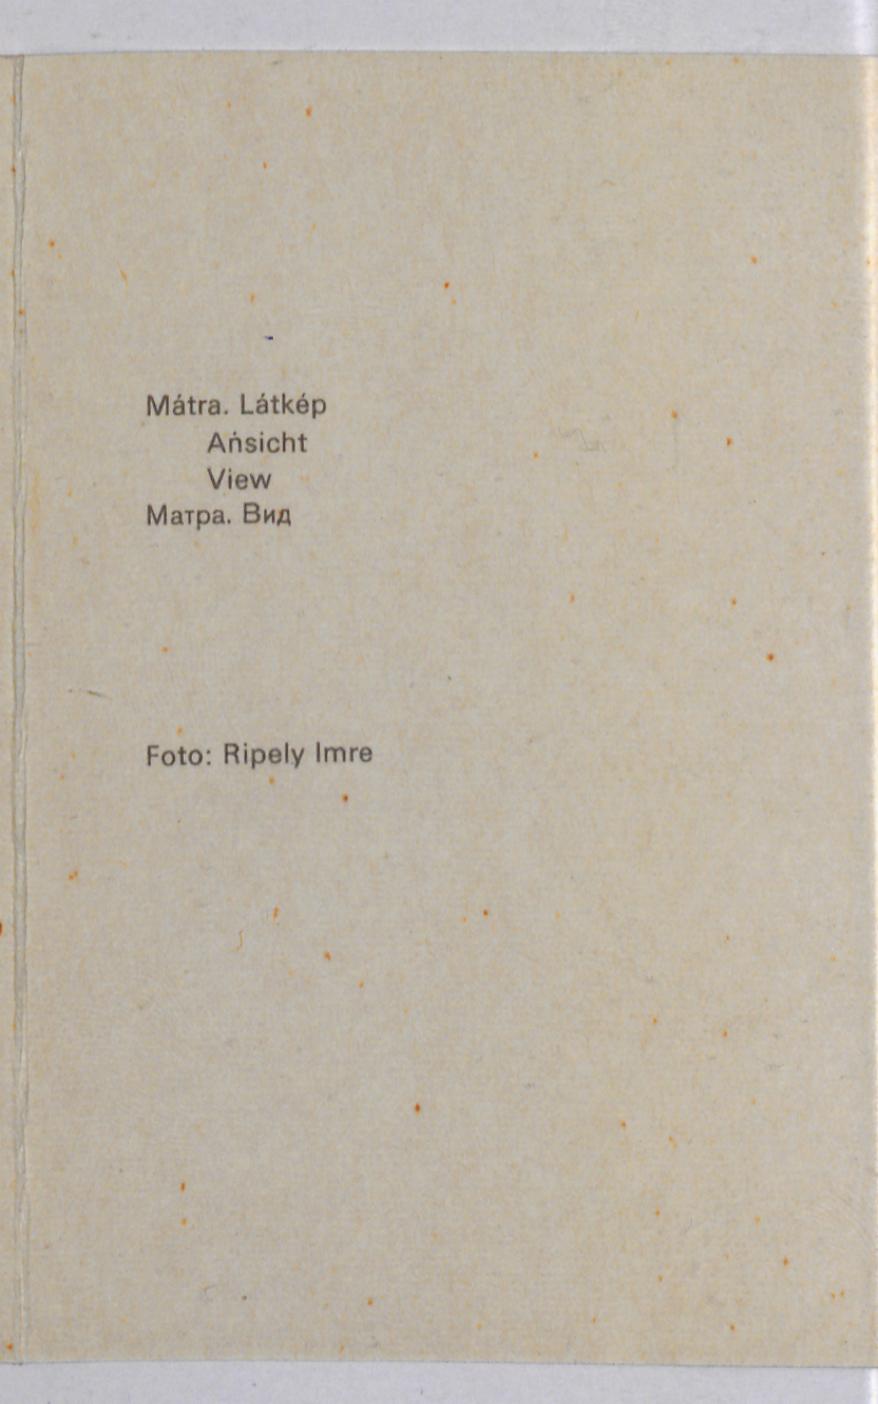 Mátra. Látkép
Ansicht
View
Матра. Вид
Foto: Ripely Imre